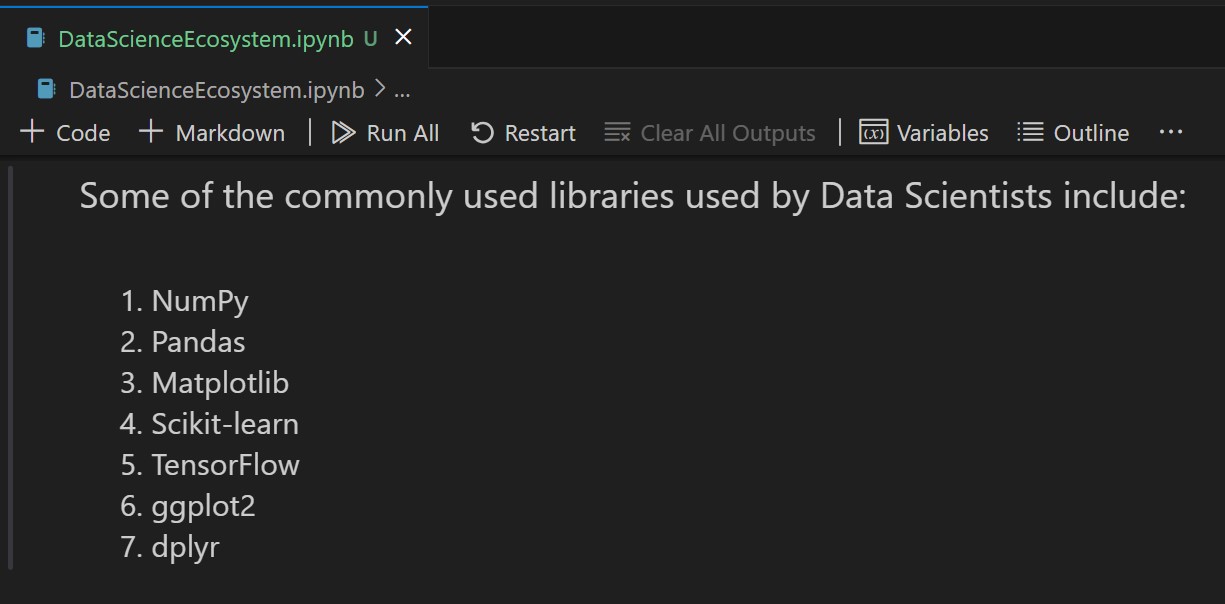 DataScienceEcosystem.ipynb U
DataScienceEcosystem.ipynb > ...
+ Code + Markdown | Run All Restart Clear All Outputs | (x) Variables Outline ...
Some of the commonly used libraries used by Data Scientists include:
1. NumPy
2. Pandas
3. Matplotlib
4. Scikit-learn
5. TensorFlow
6. ggplot2
7. dplyr